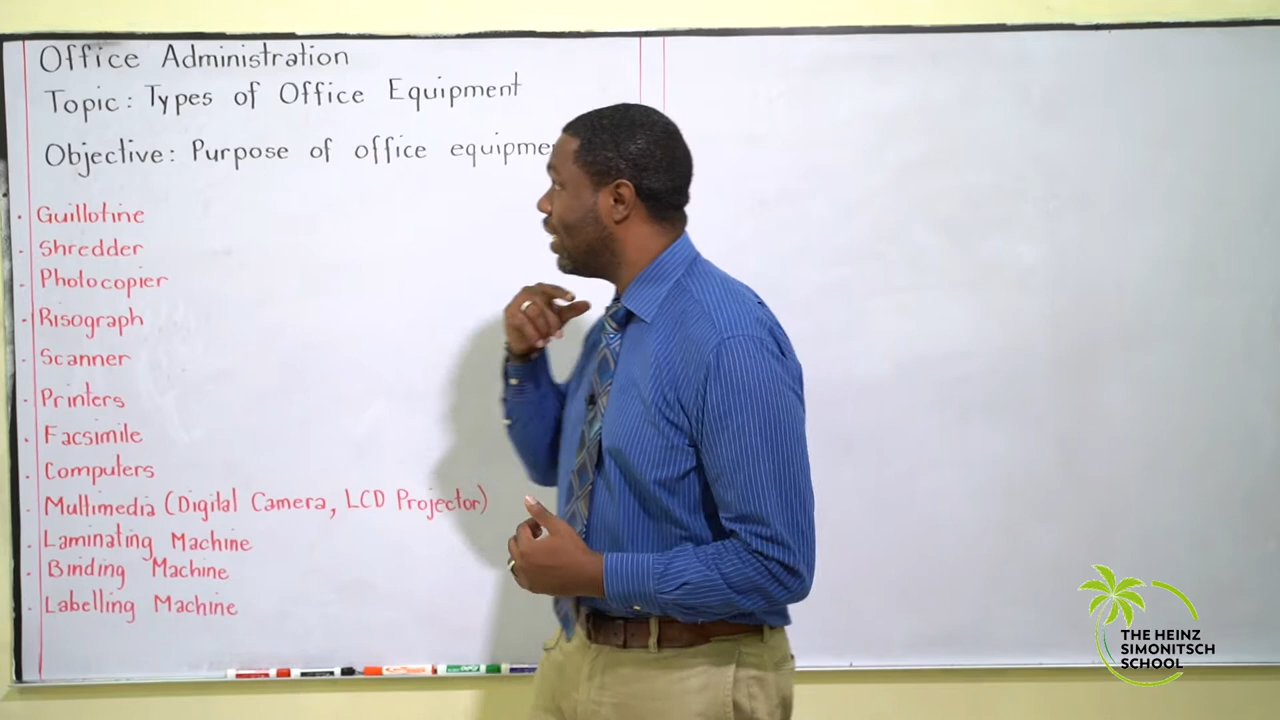 Office Administration
Topic: Types of Office Equipment
Objective: Purpose of office equipme
· Guillotine
· Shredder
· Photocopier
· Risograph
· Scanner
· Printers
· Facsimile
· Computers
· Multimedia (Digital Camera, LCD Projector)
· Laminating Machine
· Binding Machine
· Labelling Machine
THE HEINZ
SIMONITSCH
SCHOOL